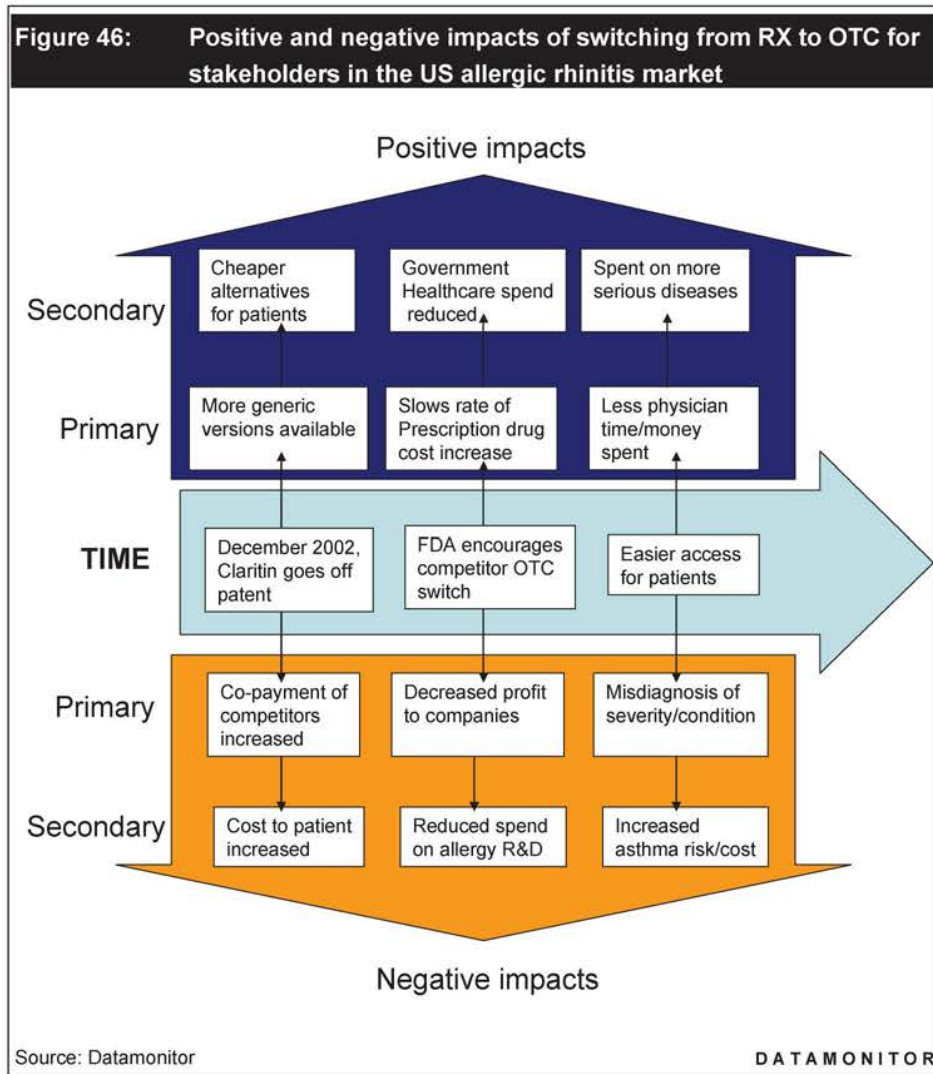 Figure 46: Positive and negative impacts of switching from RX to OTC for
stakeholders in the US allergic rhinitis market
Positive impacts
Secondary
Cheaper
alternatives
for patients
Government
Healthcare spend
reduced
Spent on more
serious diseases
Primary
More generic
versions available
Slows rate of
Prescription drug
cost increase
Less physician
time/money
spent
TIME
December 2002,
Claritin goes off
patent
FDA encourages
competitor OTC
switch
Easier access
for patients
Primary
Co-payment of
competitors
increased
Decreased profit
to companies
Misdiagnosis of
severity/condition
Secondary
Cost to patient
increased
Reduced spend
on allergy R&D
Increased
asthma risk/cost
Negative impacts
Source: Datamonitor
DATAMONITOR